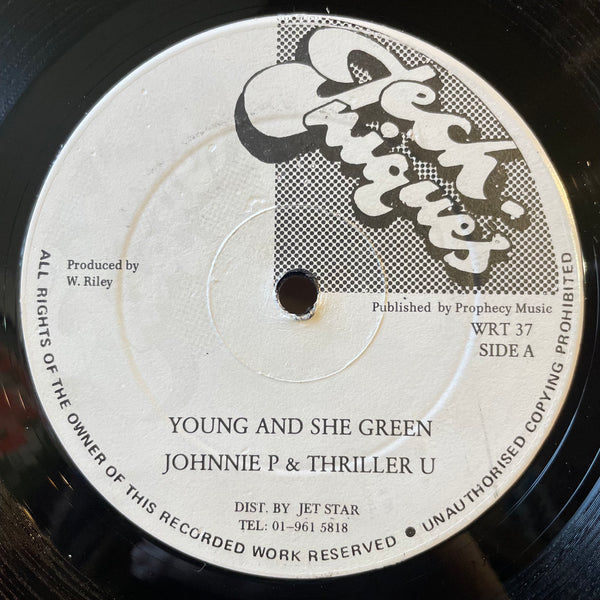 Tech-
niques
Produced by
W. Riley
Published by Prophecy Music
WRT 37
SIDE A
YOUNG AND SHE GREEN
JOHNNIE P & THRILLER U
DIST. BY JET STAR
TEL: 01-961 5818
ALL RIGHTS OF THE OWNER OF THIS RECORDED WORK RESERVED ● UNAUTHORISED COPYING PROHIBITED